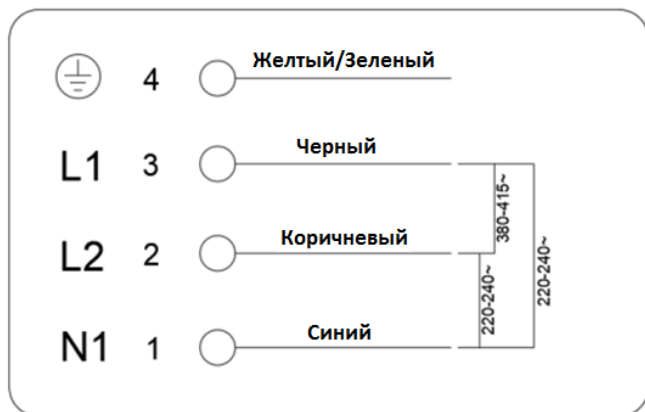 4 Желтый/Зеленый
L1 3 Черный
L2 2 Коричневый
N1 1 Синий
380-415~
220-240~
220-240~